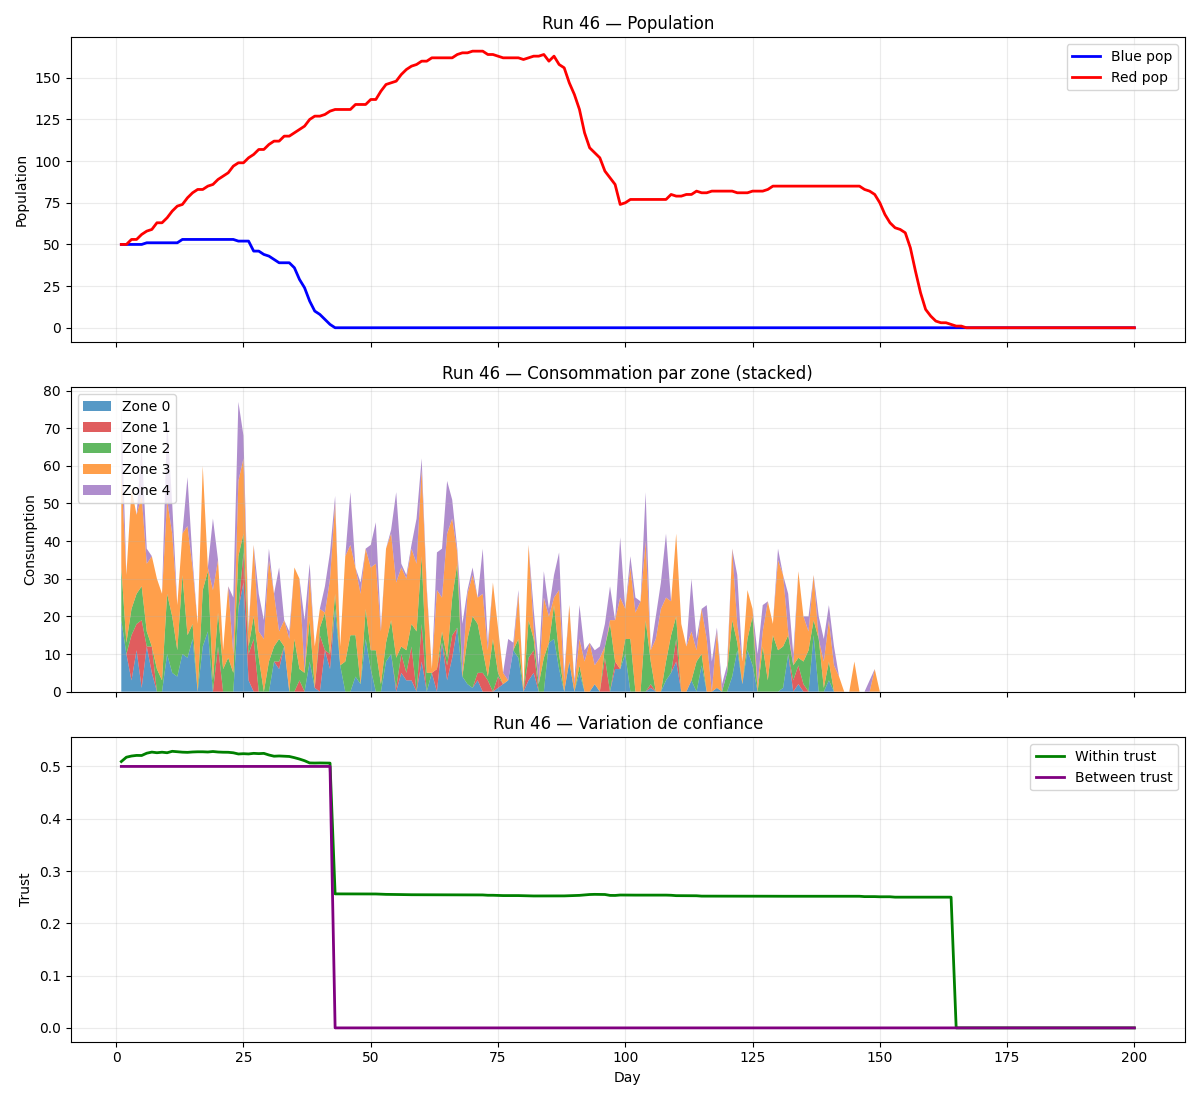 Run 46 — Population
Population
150
125
100
75
50
25
0
Blue pop
Red pop
Run 46 — Consommation par zone (stacked)
Consumption
80
70
60
50
40
30
20
10
0
Zone 0
Zone 1
Zone 2
Zone 3
Zone 4
Run 46 — Variation de confiance
Trust
0.5
0.4
0.3
0.2
0.1
0.0
Within trust
Between trust
0 25 50 75 100 125 150 175 200
Day